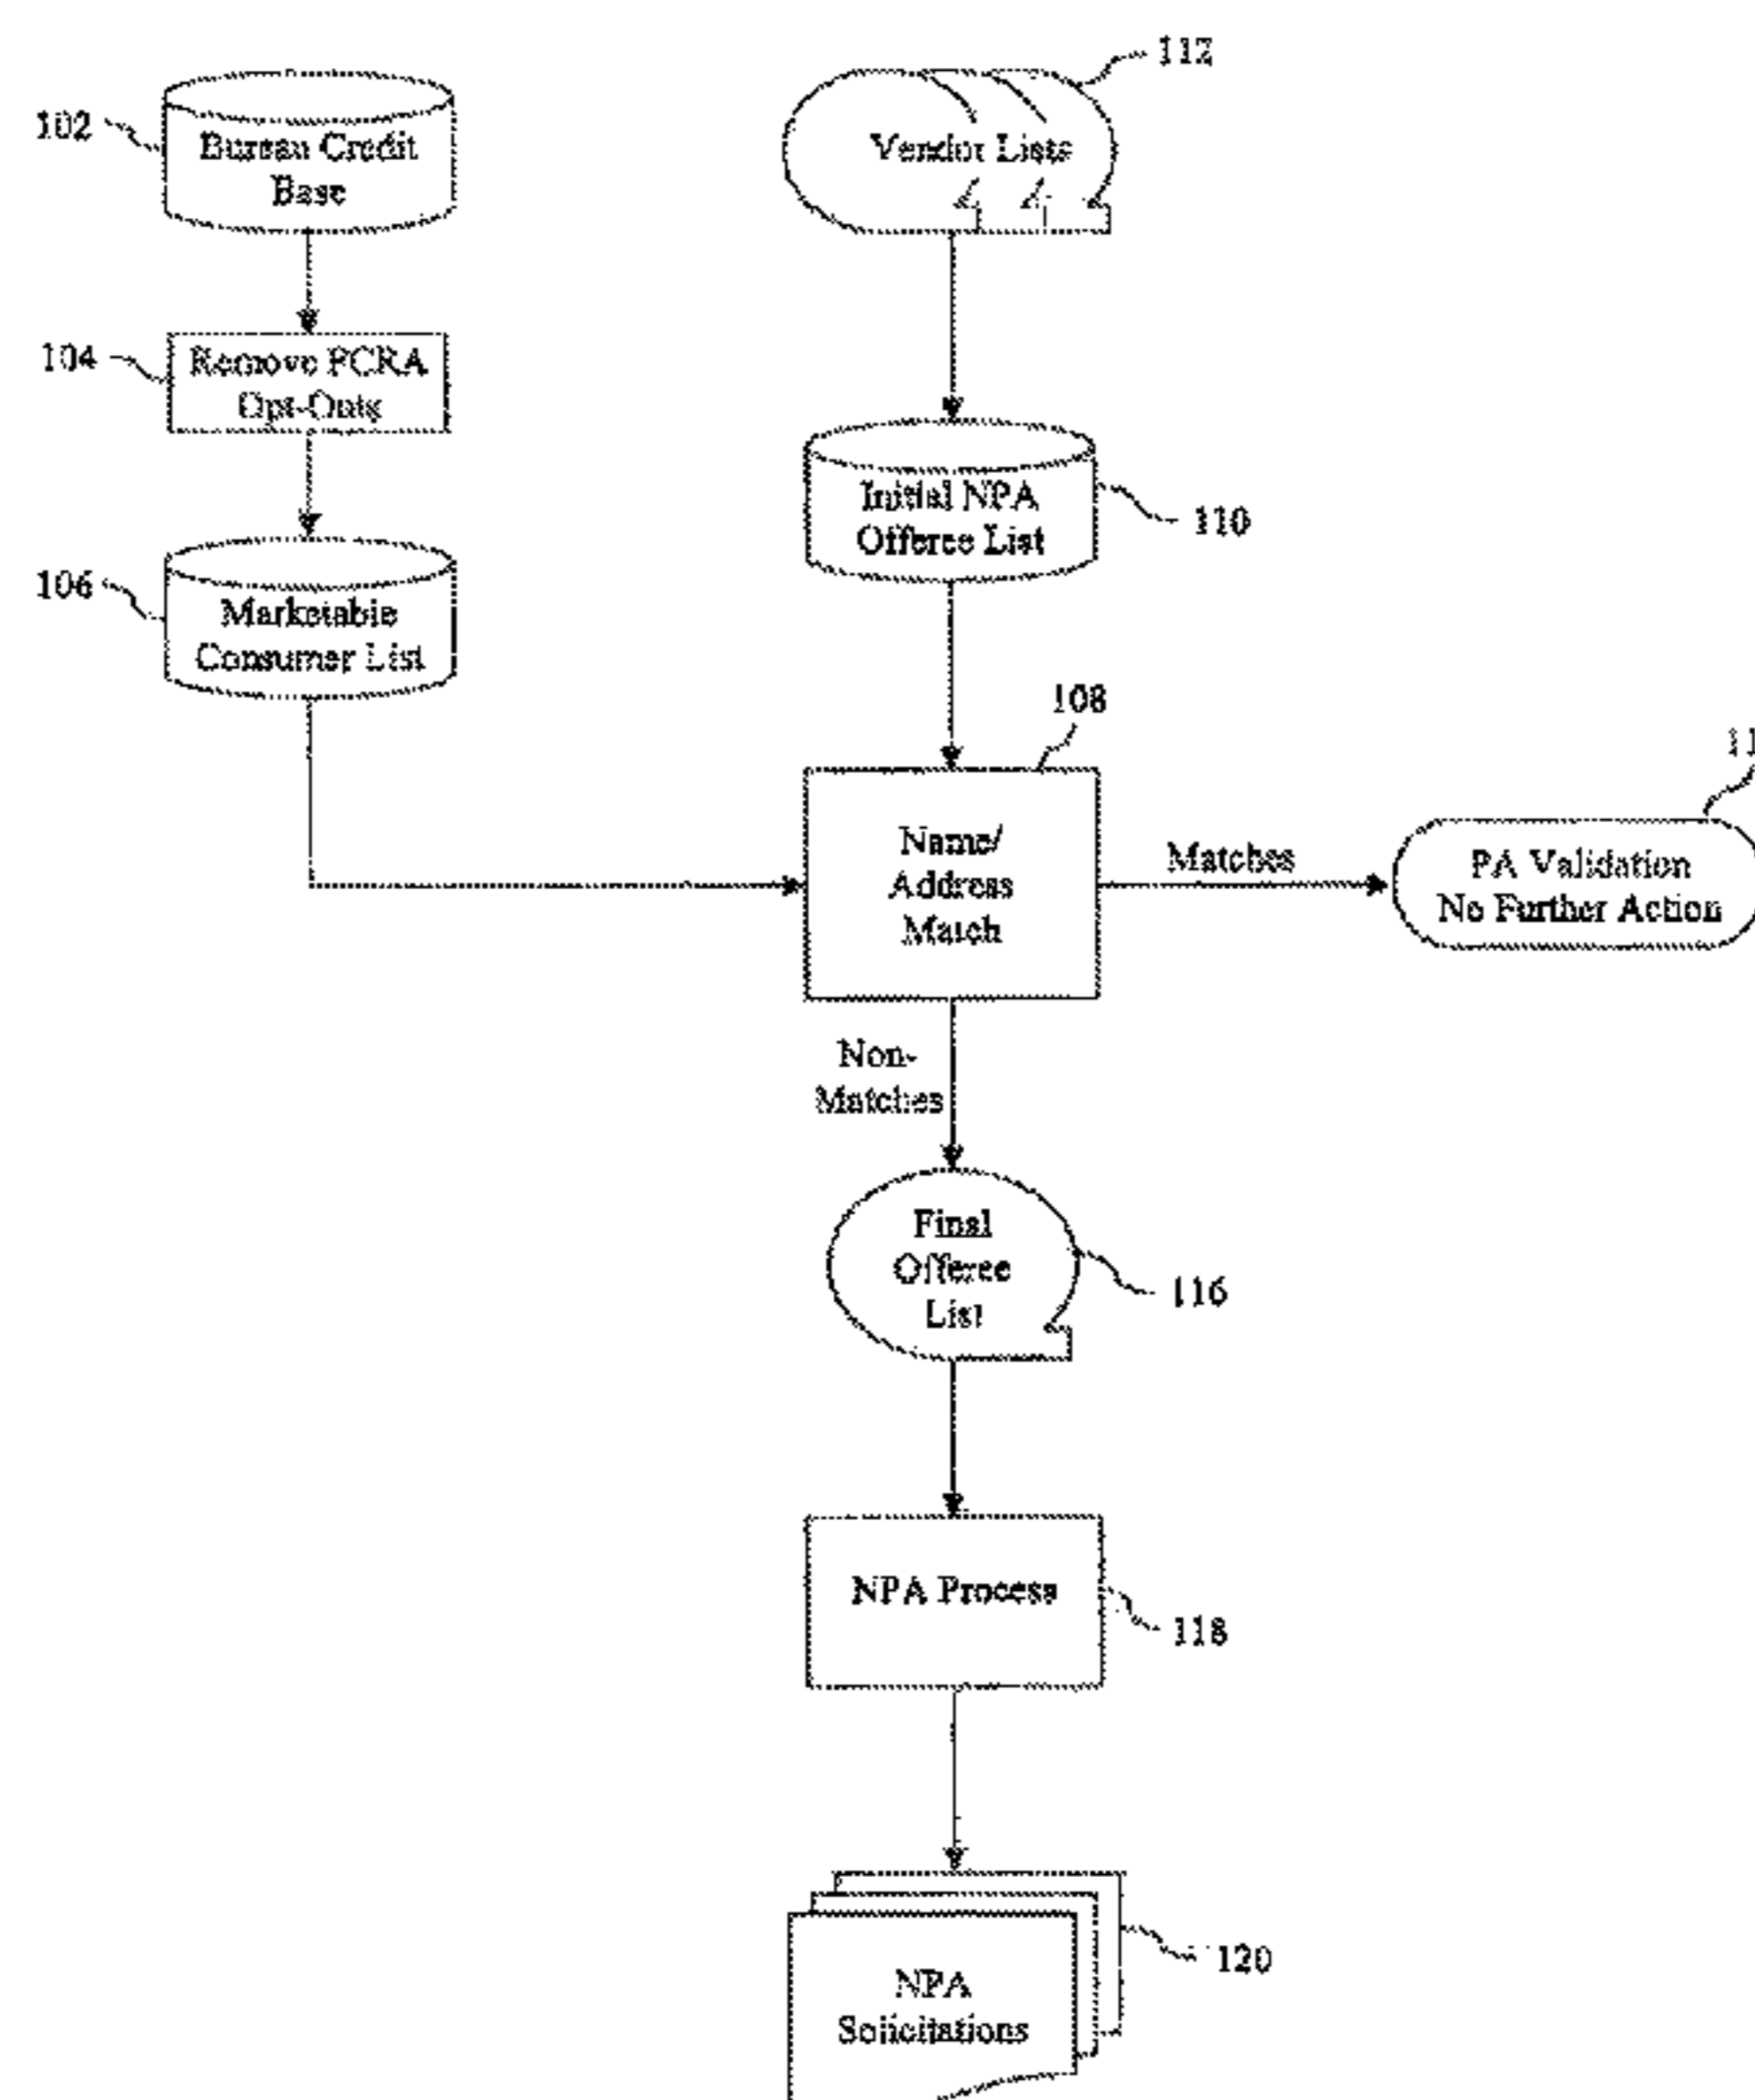 112
102
Bureau Credit
Base
Vendor Lists
104
Remove FCRA
Opt-Outs
Initial NPA
Offeree List
110
106
Marketable
Consumer List
108
11
Name/
Address
Match
Matches
PA Validation
No Further Action
Non-
Matches
Final
Offeree
List
116
NPA Process
118
120
NPA
Solicitations